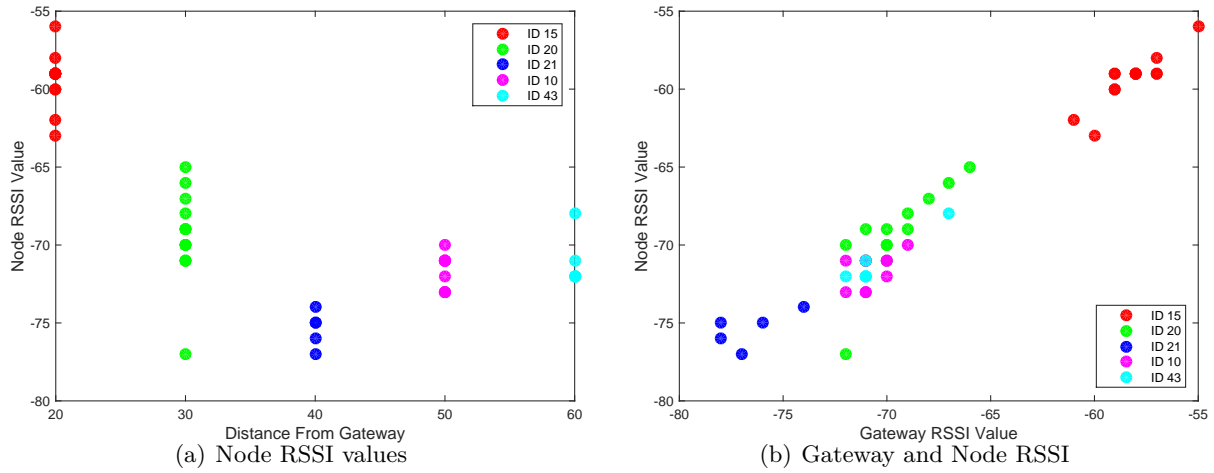 -55
-60
-65
-70
-75
-80
Node RSSI Value
20
30
40
50
60
Distance From Gateway
ID 15
ID 20
ID 21
ID 10
ID 43
(a) Node RSSI values
-55
-60
-65
-70
-75
-80
Node RSSI Value
-80
-75
-70
-65
-60
-55
Gateway RSSI Value
ID 15
ID 20
ID 21
ID 10
ID 43
(b) Gateway and Node RSSI